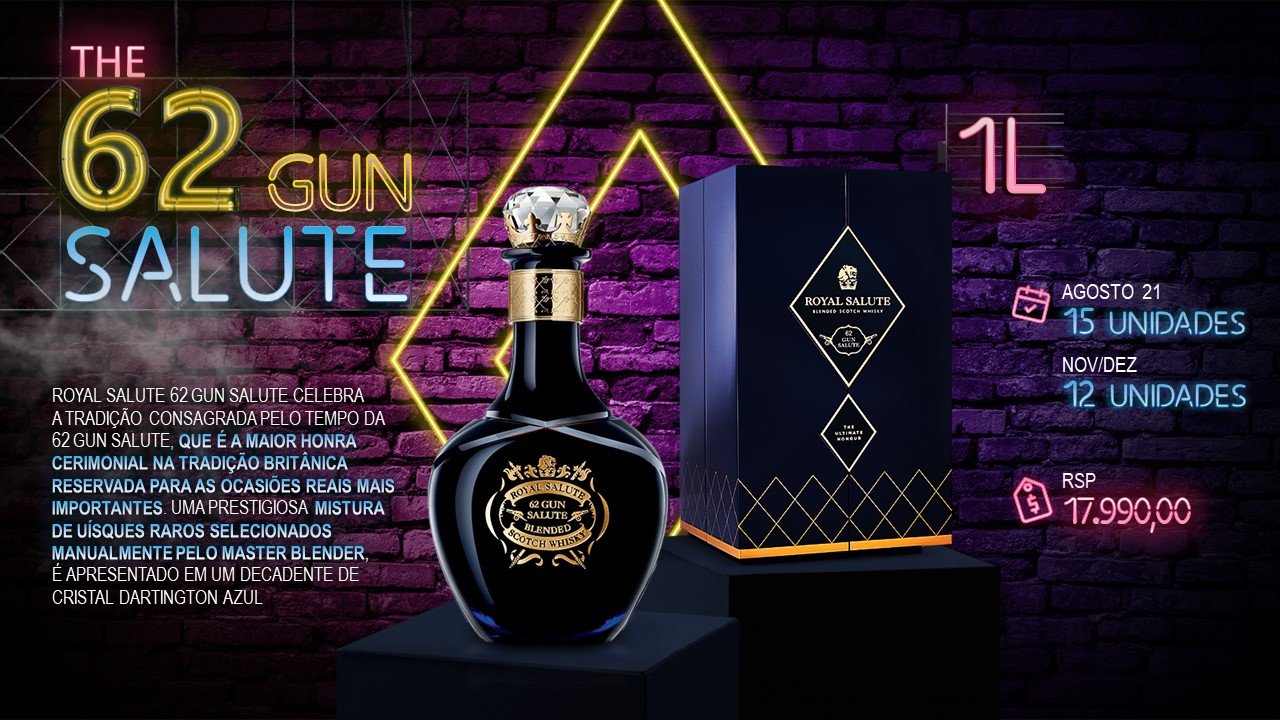 THE
62 GUN
SALUTE
1L
ROYAL SALUTE 62 GUN SALUTE CELEBRA
A TRADIÇÃO CONSAGRADA PELO TEMPO DA
62 GUN SALUTE, QUE É A MAIOR HONRA
CERIMONIAL NA TRADIÇÃO BRITÂNICA
RESERVADA PARA AS OCASIÕES REAIS MAIS
IMPORTANTES. UMA PRESTIGIOSA MISTURA
DE UÍSQUES RAROS SELECIONADOS
MANUALMENTE PELO MASTER BLENDER,
É APRESENTADO EM UM DECADENTE DE
CRISTAL DARTINGTON AZUL
ROYAL SALUTE
62 GUN
SALUTE
BLENDED
SCOTCH WHISKY
ROYAL SALUTE
BLENDED SCOTCH WHISKY
62
GUN
SALUTE
THE
ULTIMATE
HONOUR
AGOSTO 21
15 UNIDADES
NOV/DEZ
12 UNIDADES
RSP
$
17.990,00